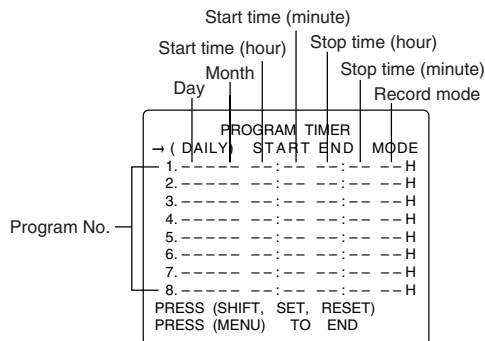 Start time (minute)
Start time (hour) Stop time (hour)
Month Stop time (minute)
Day Record mode
PROGRAM TIMER
→ ( DAILY) START END MODE
1. ----- --:-- --:-- --H
2. ----- --:-- --:-- --H
3. ----- --:-- --:-- --H
4. ----- --:-- --:-- --H
Program No.
5. ----- --:-- --:-- --H
6. ----- --:-- --:-- --H
7. ----- --:-- --:-- --H
8. ----- --:-- --:-- --H
PRESS (SHIFT, SET, RESET)
PRESS (MENU) TO END